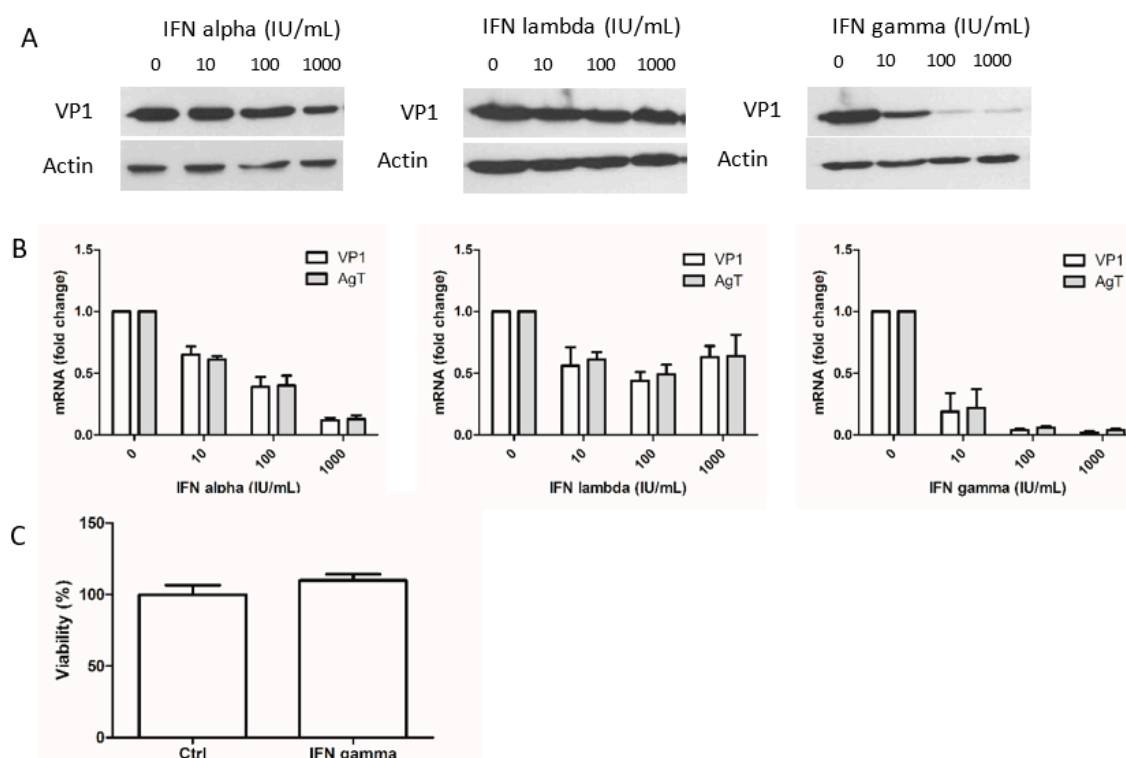 A
IFN alpha (IU/mL)
0 10 100 1000
VP1
Actin
IFN lambda (IU/mL)
0 10 100 1000
VP1
Actin
IFN gamma (IU/mL)
0 10 100 1000
VP1
Actin
B
mRNA (fold change)
1.5
1.0
0.5
0.0
VP1
AgT
0 10 100 1000
IFN alpha (IU/mL)
mRNA (fold change)
1.5
1.0
0.5
0.0
VP1
AgT
0 10 100 1000
IFN lambda (IU/mL)
mRNA (fold change)
1.5
1.0
0.5
0.0
VP1
AgT
0 10 100 1000
IFN gamma (IU/mL)
C
Viability (%)
150
100
50
0
Ctrl IFN gamma